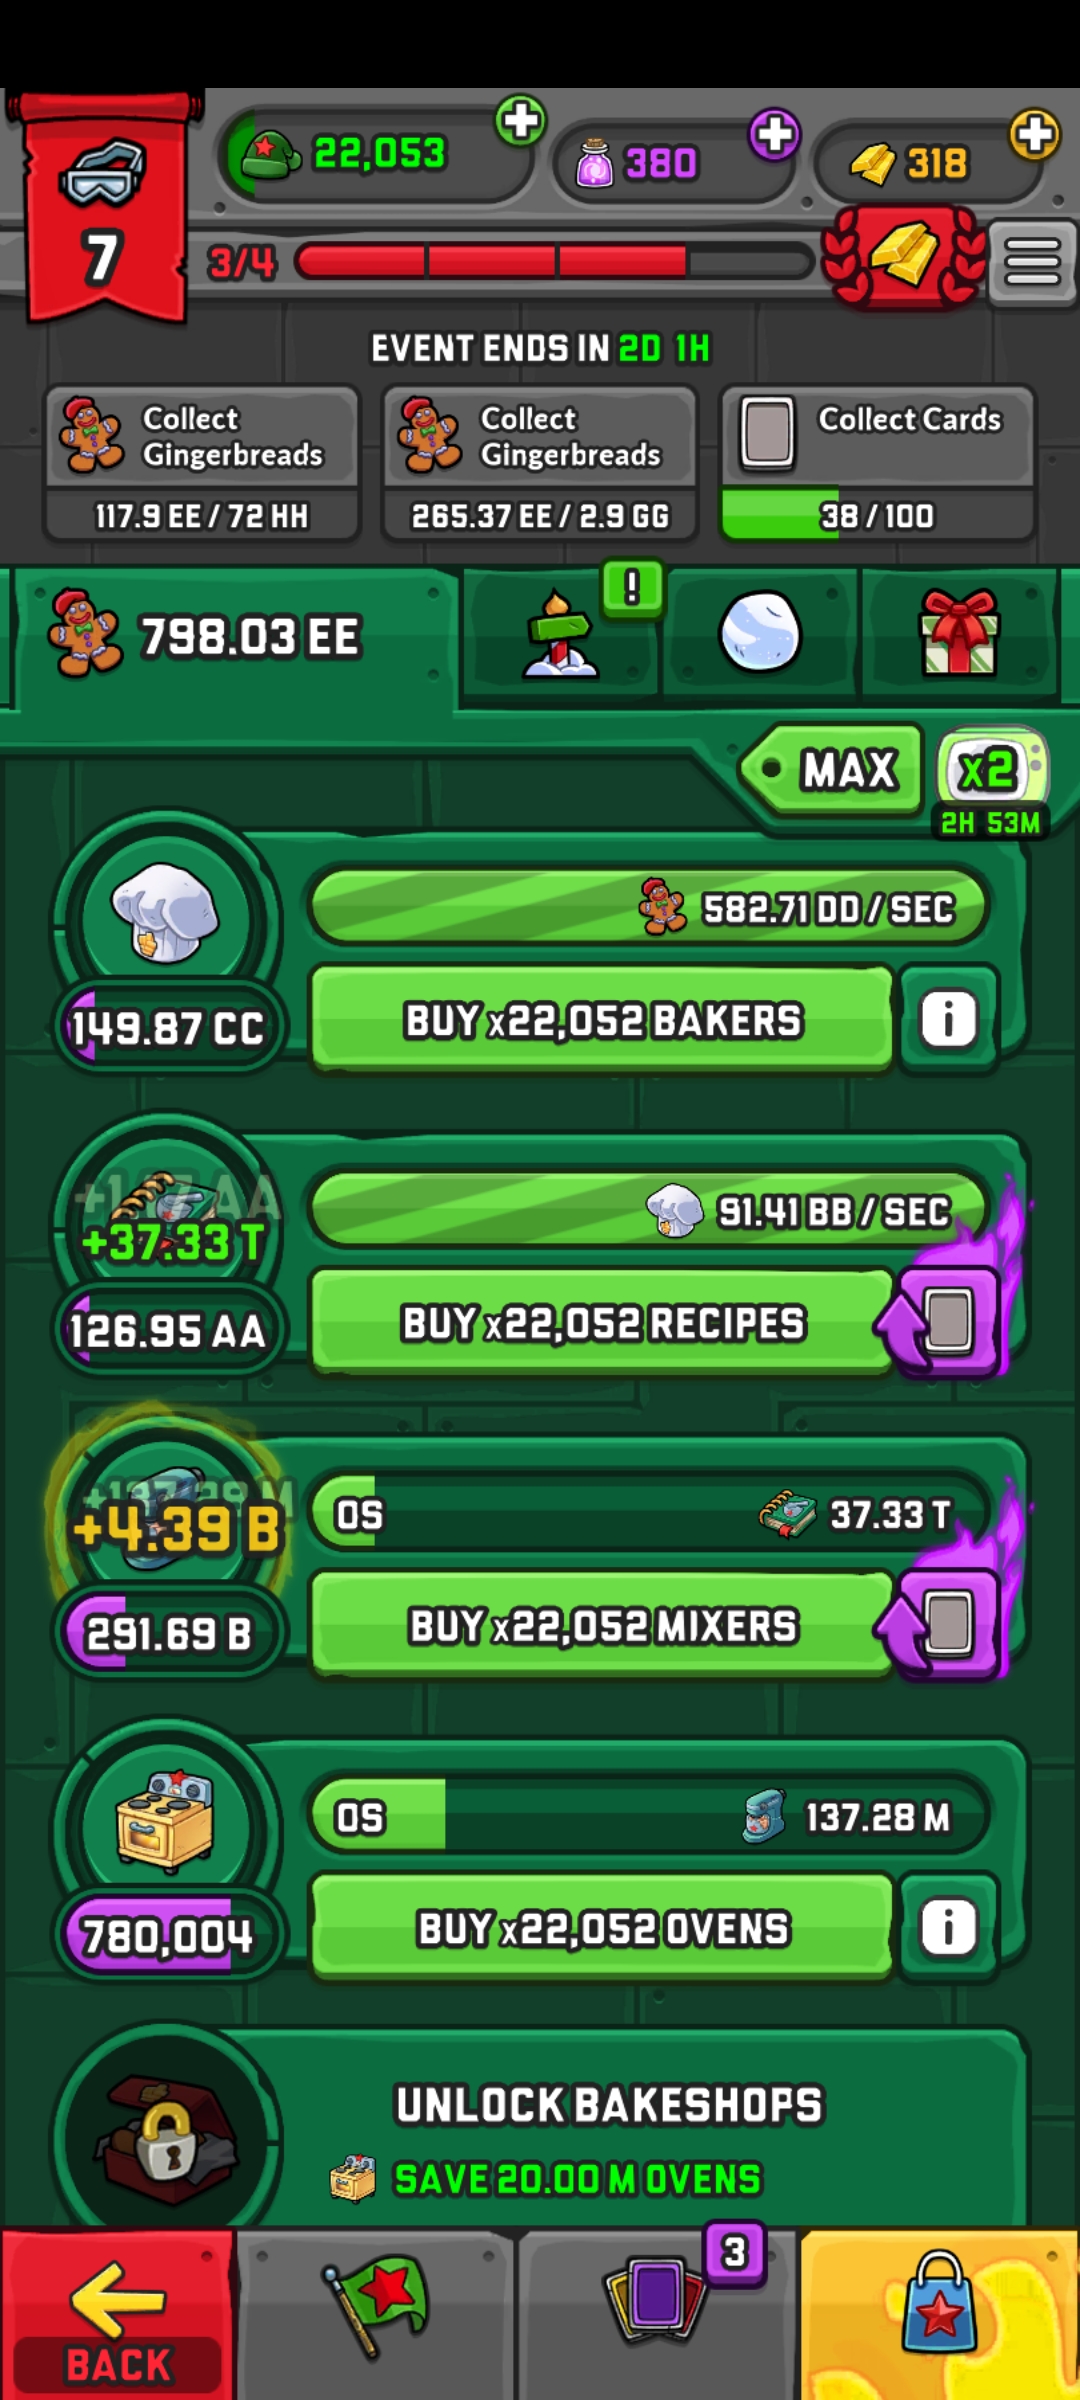 22,053
380
318
7
3/4
EVENT ENDS IN 2D 1H
Collect
Gingerbreads
117.9 EE / 72 HH
Collect
Gingerbreads
265.37 EE / 2.9 GG
Collect Cards
38 / 100
798.03 EE
!
MAX
x2
2H 53M
582.71 DD / SEC
149.87 CC
BUY x22,052 BAKERS
i
+37.33 T
91.41 BB / SEC
126.95 AA
BUY x22,052 RECIPES
+4.39 B
0S
37.33 T
291.69 B
BUY x22,052 MIXERS
0S
137.28 M
780,004
BUY x22,052 OVENS
i
UNLOCK BAKESHOPS
SAVE 20.00 M OVENS
3
BACK